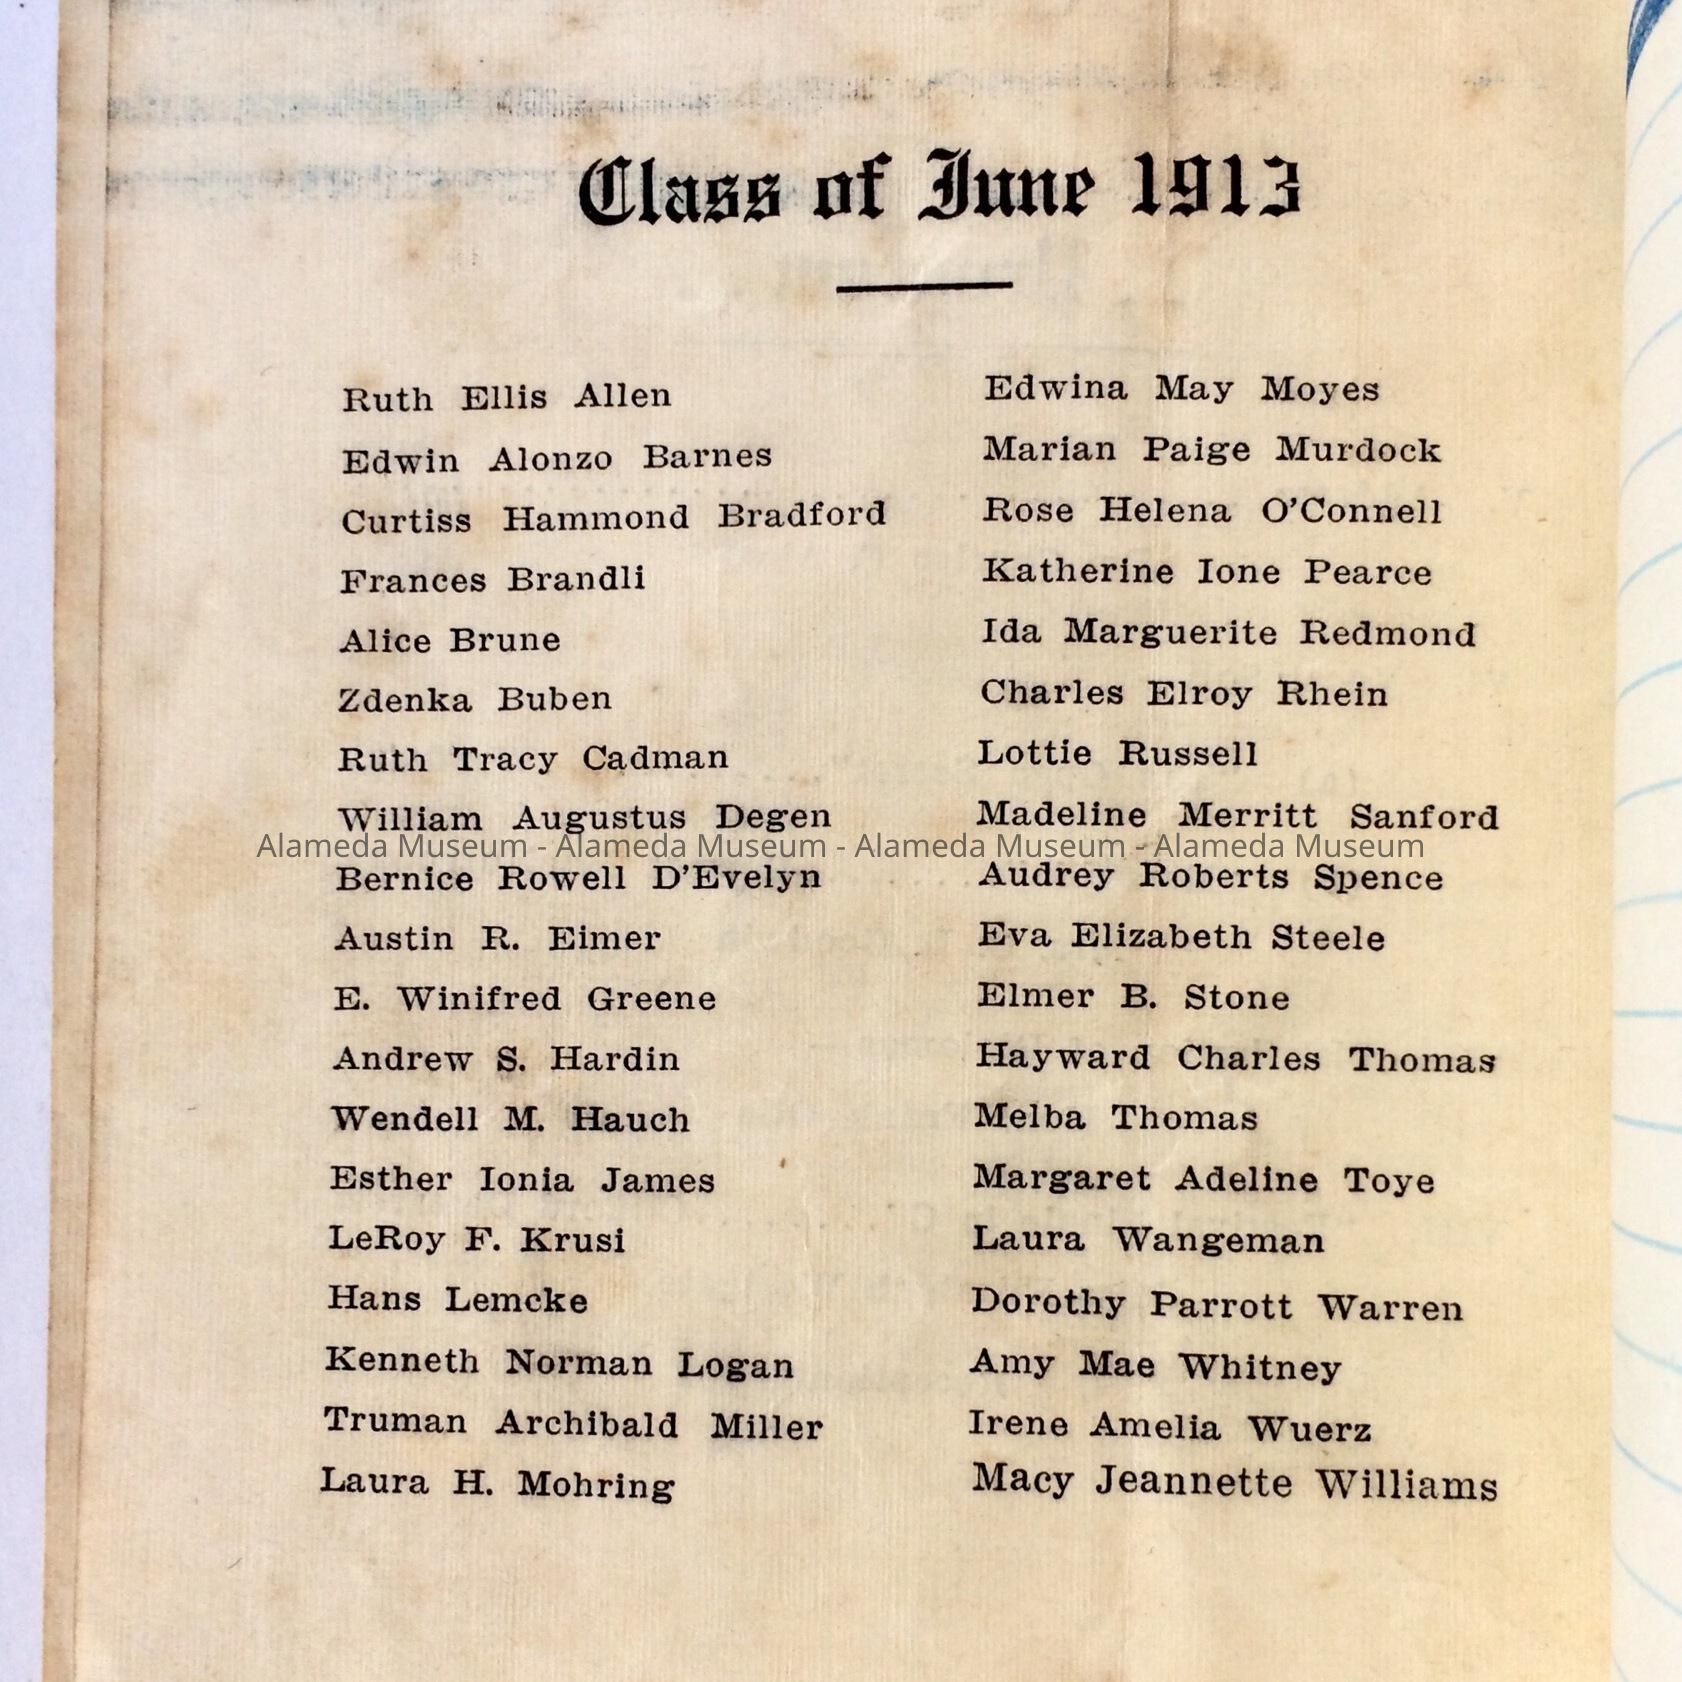 Class of June 1913
Ruth Ellis Allen
Edwin Alonzo Barnes
Curtiss Hammond Bradford
Frances Brandli
Alice Brune
Zdenka Buben
Ruth Tracy Cadman
William Augustus Degen
Bernice Rowell D'Evelyn
Austin R. Eimer
E. Winifred Greene
Andrew S. Hardin
Wendell M. Hauch
Esther Ionia James
LeRoy F. Krusi
Hans Lemcke
Kenneth Norman Logan
Truman Archibald Miller
Laura H. Mohring
Edwina May Moyes
Marian Paige Murdock
Rose Helena O'Connell
Katherine Ione Pearce
Ida Marguerite Redmond
Charles Elroy Rhein
Lottie Russell
Madeline Merritt Sanford
Audrey Roberts Spence
Eva Elizabeth Steele
Elmer B. Stone
Hayward Charles Thomas
Melba Thomas
Margaret Adeline Toye
Laura Wangeman
Dorothy Parrott Warren
Amy Mae Whitney
Irene Amelia Wuerz
Macy Jeannette Williams
Alameda Museum - Alameda Museum - Alameda Museum - Alameda Museum